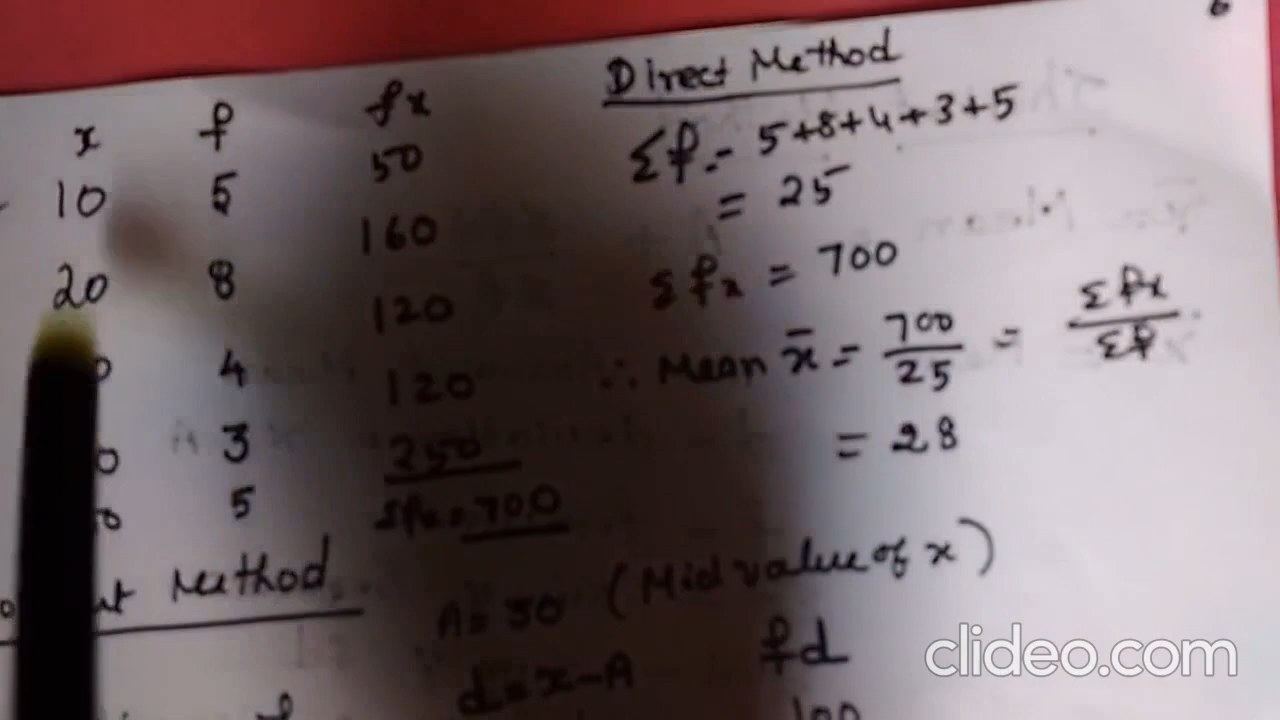 x f fx
10 5 50
20 8 160
4 120
3 120
5 250
Σfx = 700
Direct Method
Σf = 5+8+4+3+5
= 25
Σfx = 700
∴ Mean x̄ = 700/25 = Σfx/Σf
= 28
Method
A = 30 (Mid value of x)
d = x-A fd
100
clideo.com